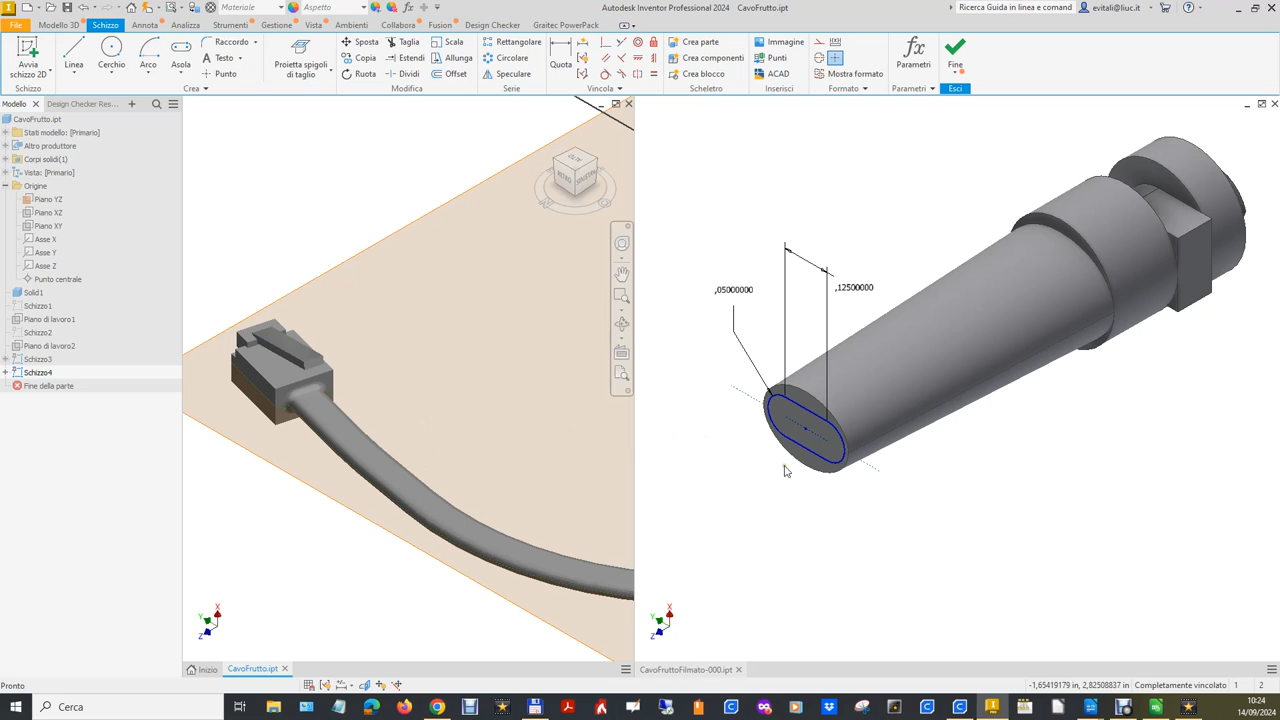 Materiale
Aspetto
Autodesk Inventor Professional 2024 CavoFrutto.ipt
Ricerca Guida in linea e comandi
evitali@liuc.it
File Modello 3D Schizzo Annota Analizza Strumenti Gestione Vista Ambienti Collabora Fusion Design Checker Graitec PowerPack
Avvia schizzo 2D
Linea
Cerchio
Arco
Asola
Raccordo
Testo
Punto
Proietta spigoli di taglio
Sposta Taglia Scala
Copia Estendi Allunga
Ruota Dividi Offset
Rettangolare
Circolare
Speculare
Quota
Crea parte
Crea componenti
Crea blocco
Immagine
Punti
ACAD
Mostra formato
fx
Parametri
Fine
Schizzo Crea Modifica Serie Vincola Scheletro Inserisci Formato Parametri Esci
Modello Design Checker Res...
CavoFrutto.ipt
Stati modello: [Primario]
Altro produttore
Corpi solidi(1)
Vista: [Primario]
Origine
Piano YZ
Piano XZ
Piano XY
Asse X
Asse Y
Asse Z
Punto centrale
Solid1
Schizzo1
Piano di lavoro1
Schizzo2
Piano di lavoro2
Schizzo3
Schizzo4
Fine della parte
ALTO
RETRO
SINISTRA
,05000000
,12500000
X
Y
Z
X
Y
Z
Inizio CavoFrutto.ipt
CavoFruttoFilmato-000.ipt
Pronto
-1,65419179 in, 2,82508837 in Completamente vincolato 1 2
Cerca
10:24
14/09/2024